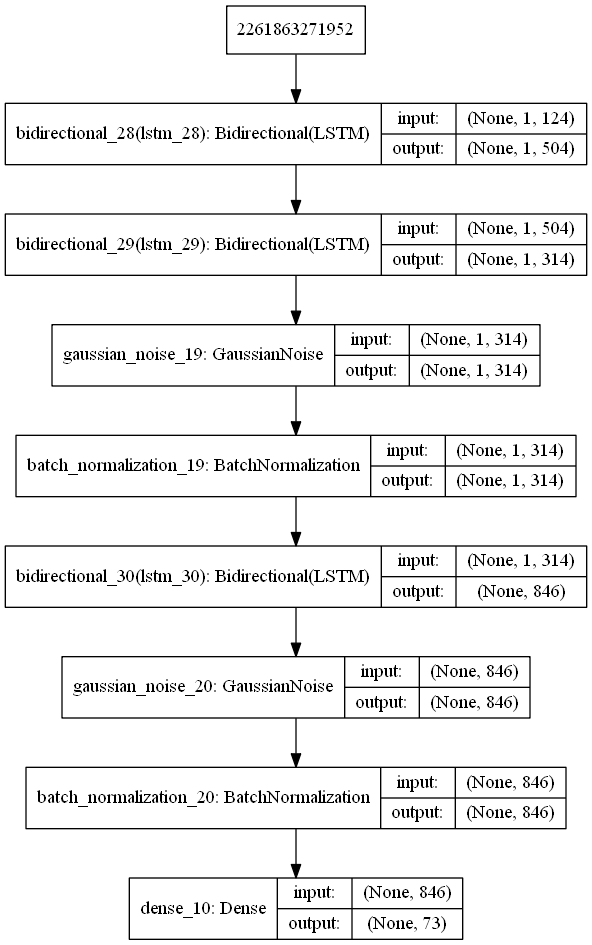 2261863271952
bidirectional_28(lstm_28): Bidirectional(LSTM)
input: (None, 1, 124)
output: (None, 1, 504)
bidirectional_29(lstm_29): Bidirectional(LSTM)
input: (None, 1, 504)
output: (None, 1, 314)
gaussian_noise_19: GaussianNoise
input: (None, 1, 314)
output: (None, 1, 314)
batch_normalization_19: BatchNormalization
input: (None, 1, 314)
output: (None, 1, 314)
bidirectional_30(lstm_30): Bidirectional(LSTM)
input: (None, 1, 314)
output: (None, 846)
gaussian_noise_20: GaussianNoise
input: (None, 846)
output: (None, 846)
batch_normalization_20: BatchNormalization
input: (None, 846)
output: (None, 846)
dense_10: Dense
input: (None, 846)
output: (None, 73)